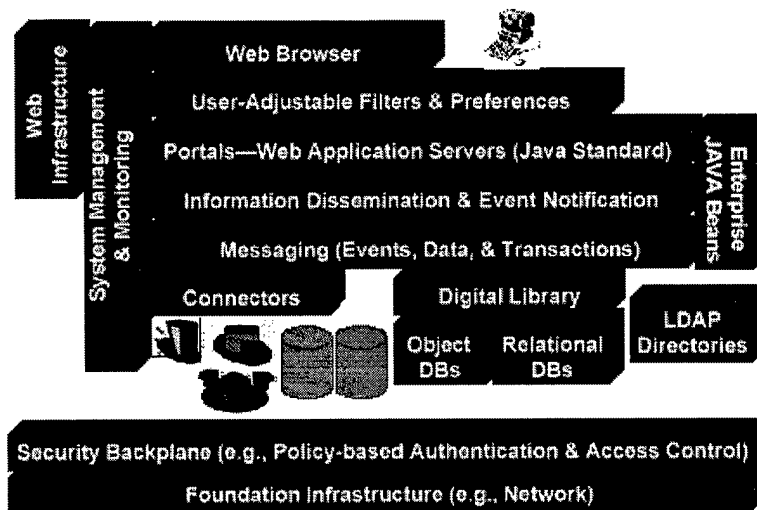 Web Browser
Web
Infrastructure
System Management
& Monitoring
User-Adjustable Filters & Preferences
Portals—Web Application Servers (Java Standard)
Enterprise
JAVA Beans
Information Dissemination & Event Notification
Messaging (Events, Data, & Transactions)
Connectors
Digital Library
LDAP
Directories
Object
DBs
Relational
DBs
Security Backplane (e.g., Policy-based Authentication & Access Control)
Foundation Infrastructure (e.g., Network)